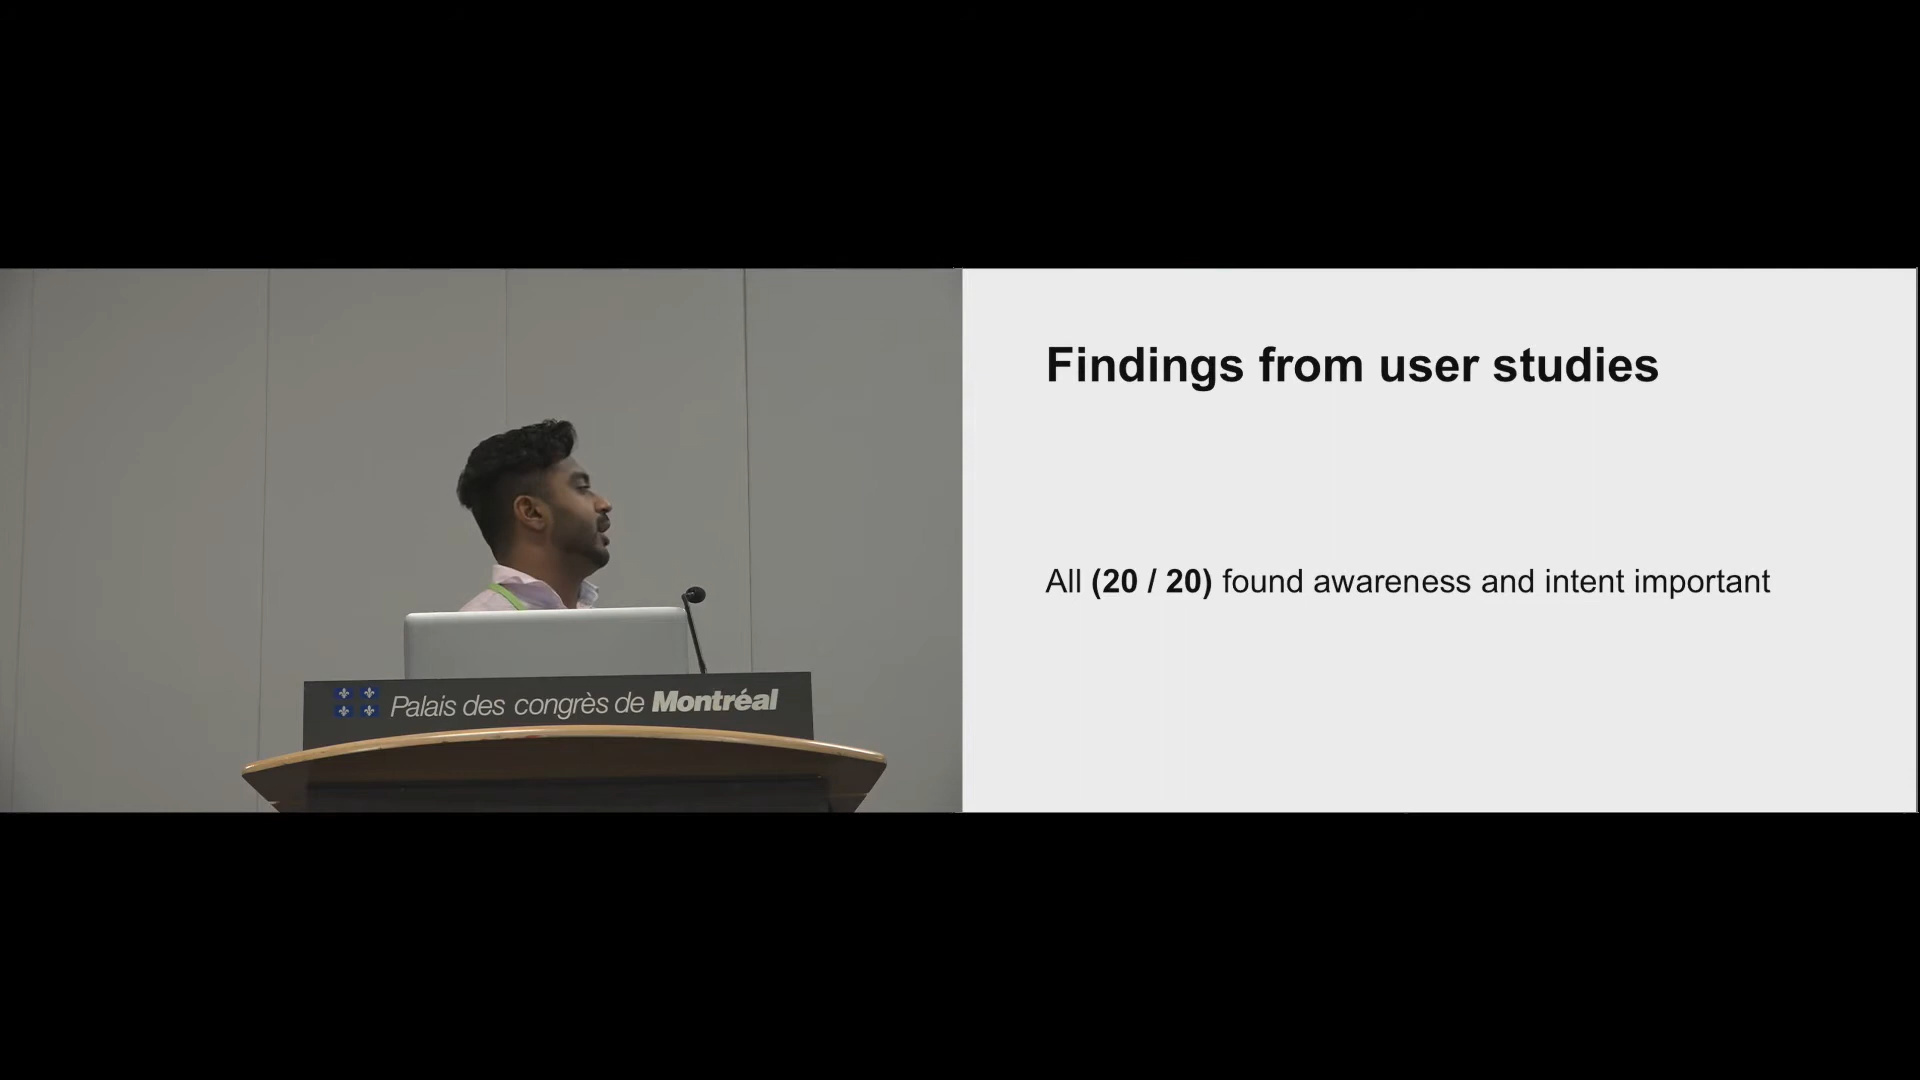 Findings from user studies
All (20 / 20) found awareness and intent important
Palais des congrès de Montréal